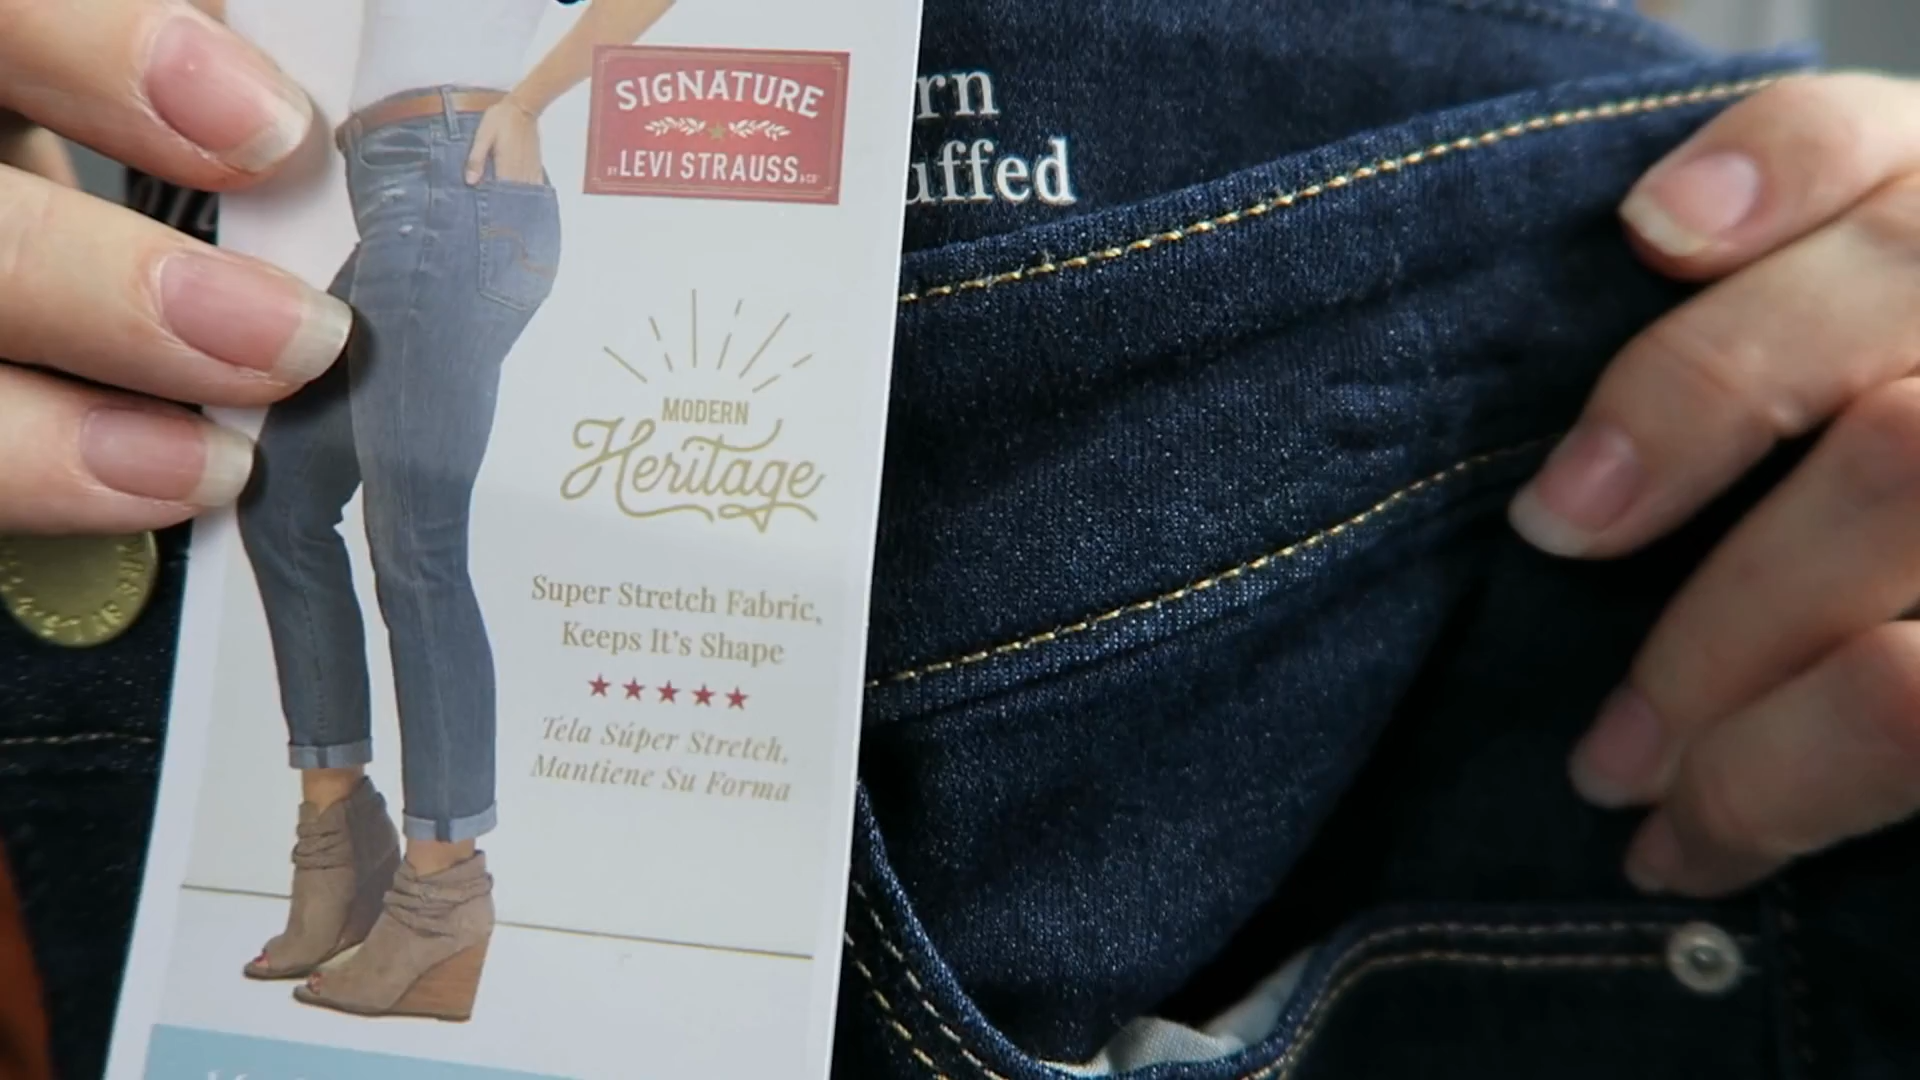 SIGNATURE
BY LEVI STRAUSS & CO
MODERN
Heritage
Super Stretch Fabric,
Keeps It's Shape
Tela Súper Stretch,
Mantiene Su Forma
rn
uffed